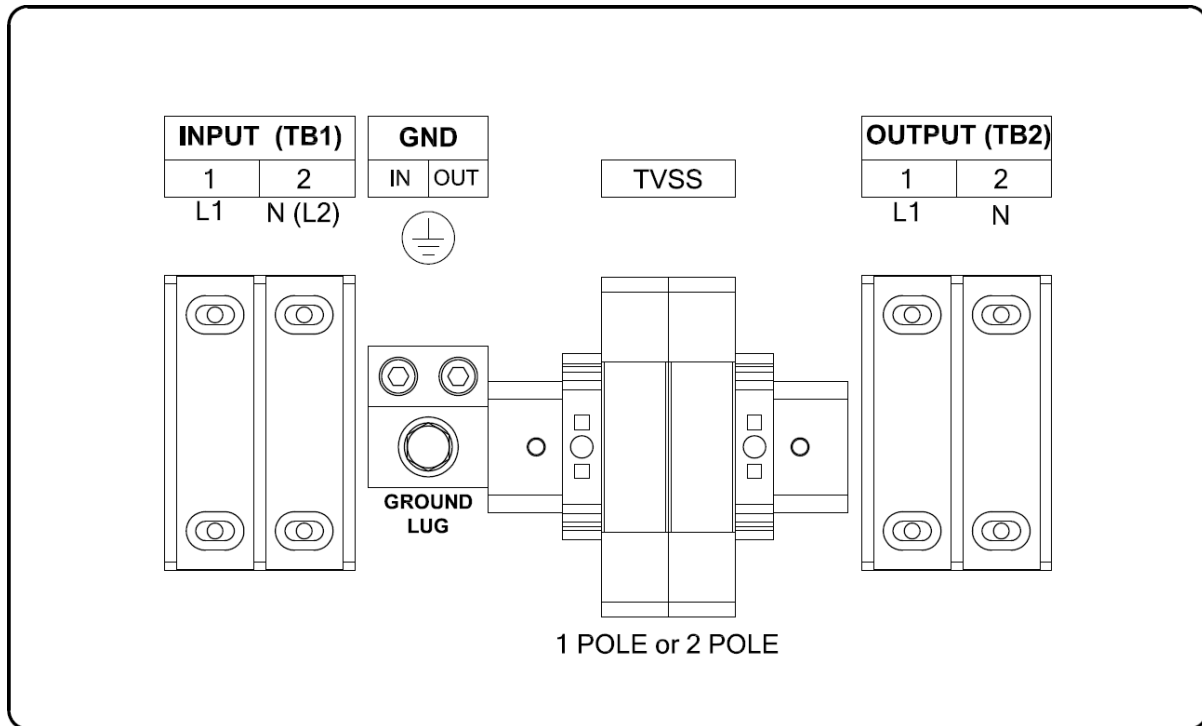 INPUT (TB1)
1 2
L1 N (L2)
GND
IN OUT
GROUND
LUG
TVSS
1 POLE or 2 POLE
OUTPUT (TB2)
1 2
L1 N